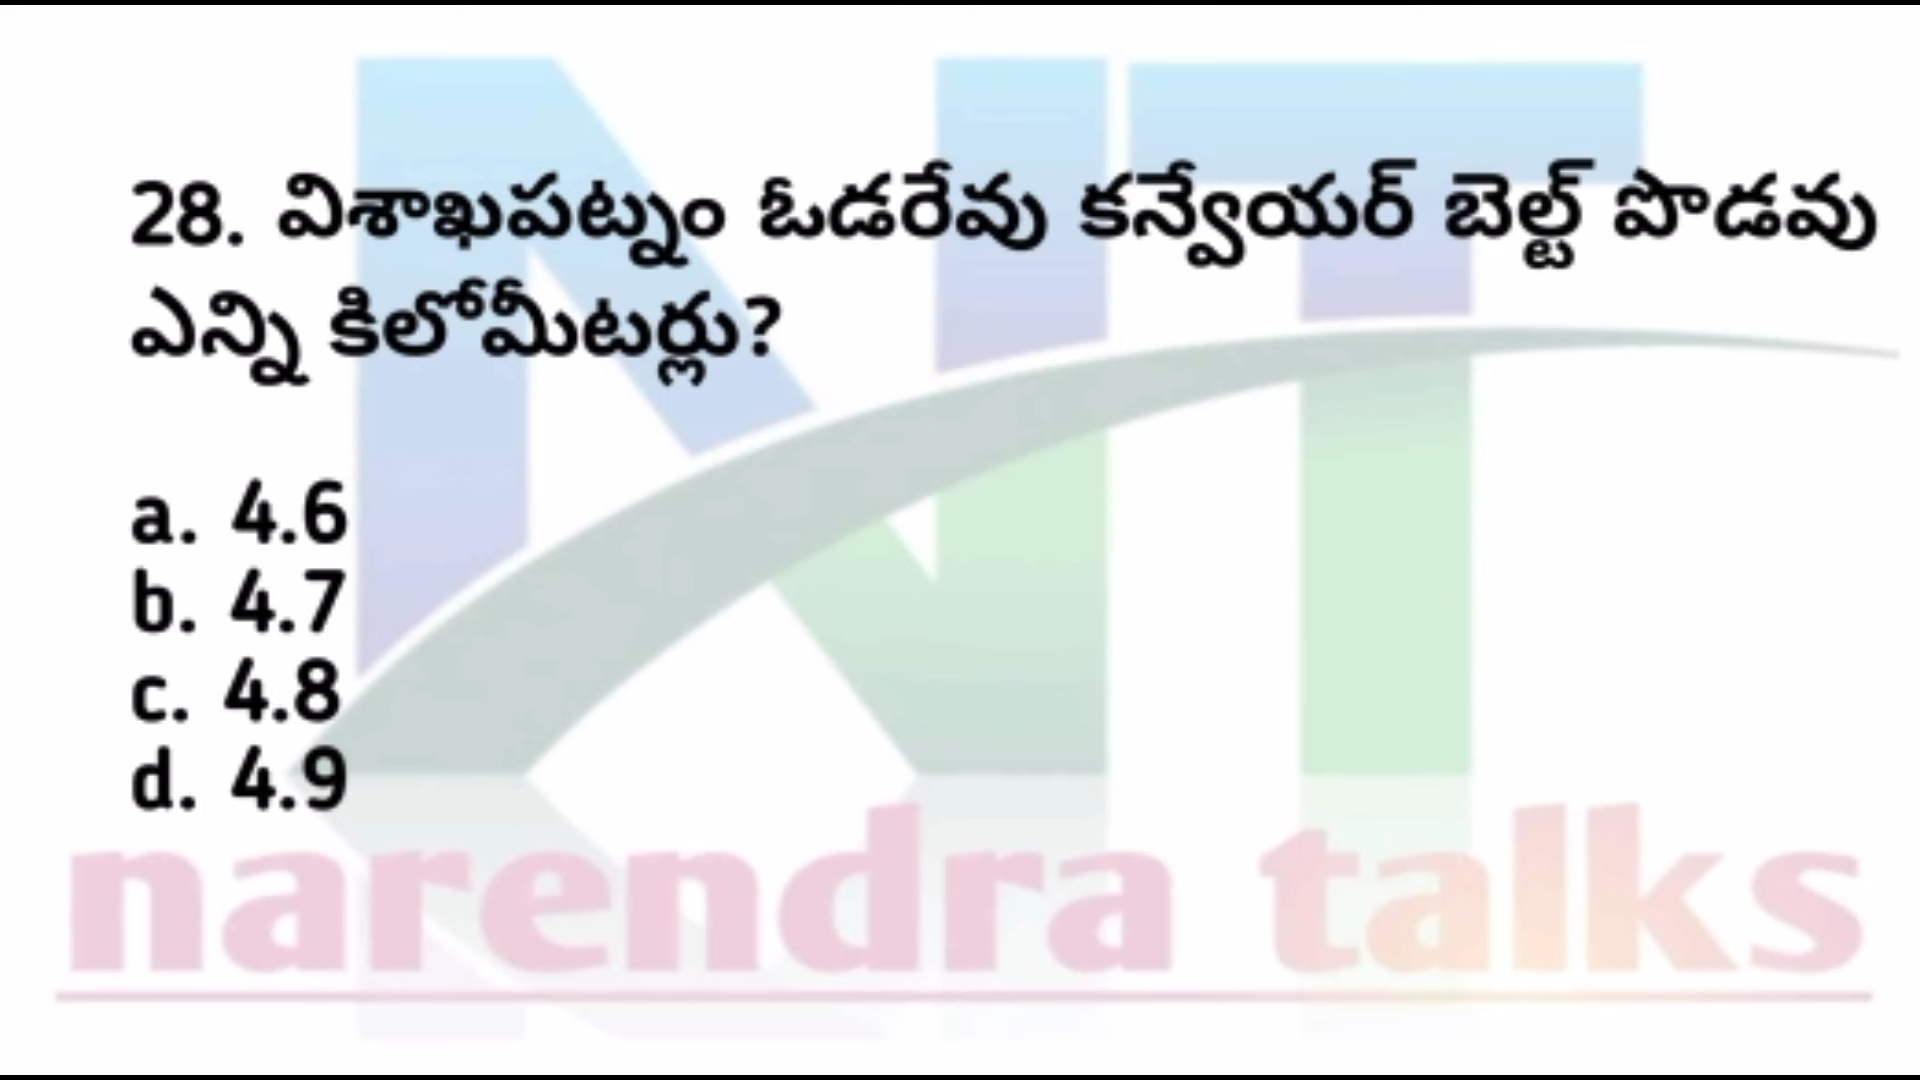 28. విశాఖపట్నం ఓడరేవు కన్వేయర్ బెల్ట్ పొడవు
ఎన్ని కిలోమీటర్లు?
a. 4.6
b. 4.7
c. 4.8
d. 4.9
NT
narendra talks